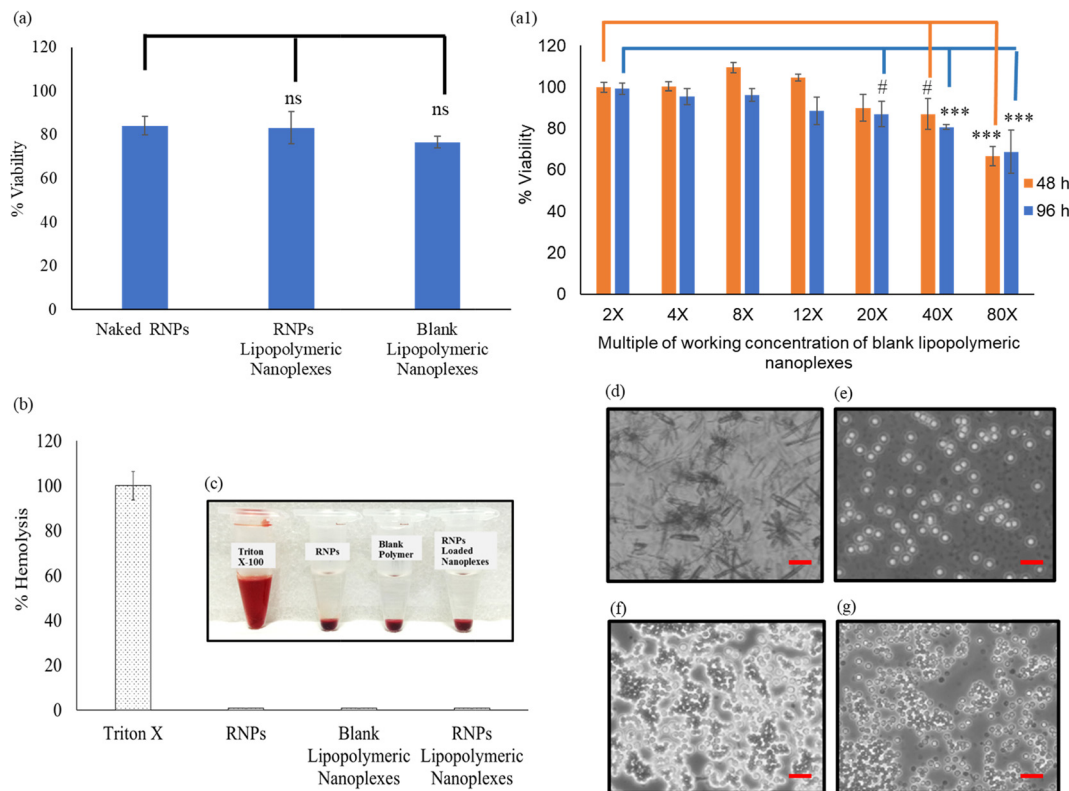 (a)
120
100
80
60
40
20
0
% Viability
ns
ns
Naked RNPs
RNPs
Lipopolymeric
Nanoplexes
Blank
Lipopolymeric
Nanoplexes
(a1)
120
100
80
60
40
20
0
% Viability
#
#
***
***
***
48 h
96 h
2X
4X
8X
12X
20X
40X
80X
Multiple of working concentration of blank lipopolymeric
nanoplexes
(b)
120
100
80
60
40
20
0
% Hemolysis
Triton X
RNPs
Blank
Lipopolymeric
Nanoplexes
RNPs
Lipopolymeric
Nanoplexes
(c)
Triton
X-100
RNPs
Blank
Polymer
RNPs
Loaded
Nanoplexes
(d)
(e)
(f)
(g)